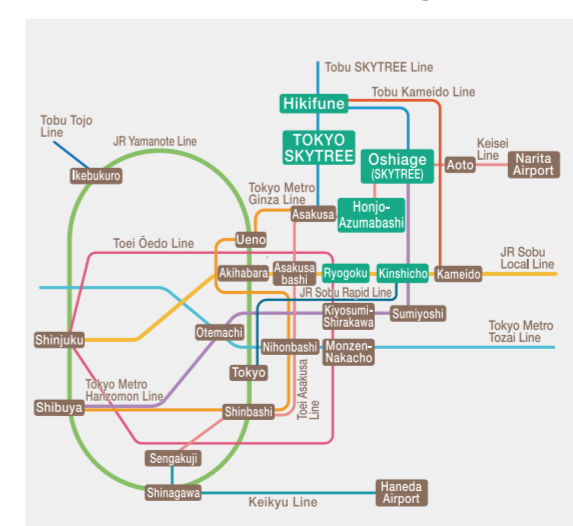 Tobu SKYTREE Line
Tobu Kameido Line
Hikifune
Tobu Tojo
Line
JR Yamanote Line
TOKYO
SKYTREE
Oshiage
(SKYTREE)
Keisei
Line
Aoto
Narita
Airport
Ikebukuro
Tokyo Metro
Ginza Line
Asakusa
Honjo-
Azumabashi
Ueno
Toei Ōedo Line
Akihabara
Asakusa
bashi
Ryogoku
Kinshicho
Kameido
JR Sobu
Local Line
JR Sobu Rapid Line
Kiyosumi-
Shirakawa
Sumiyoshi
Shinjuku
Otemachi
Nihonbashi
Monzen-
Nakacho
Tokyo Metro
Tozai Line
Tokyo
Tokyo Metro
Hanzomon Line
Shibuya
Shinbashi
Toei Asakusa
Line
Sengakuji
Shinagawa
Keikyu Line
Haneda
Airport